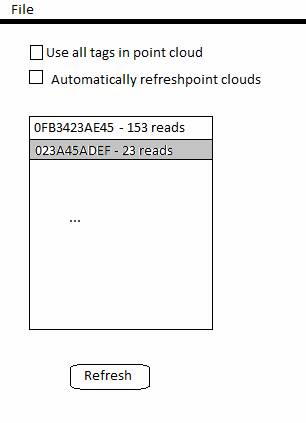 File
Use all tags in point cloud
Automatically refreshpoint clouds
0FB3423AE45 - 153 reads
023A45ADEF - 23 reads
...
Refresh